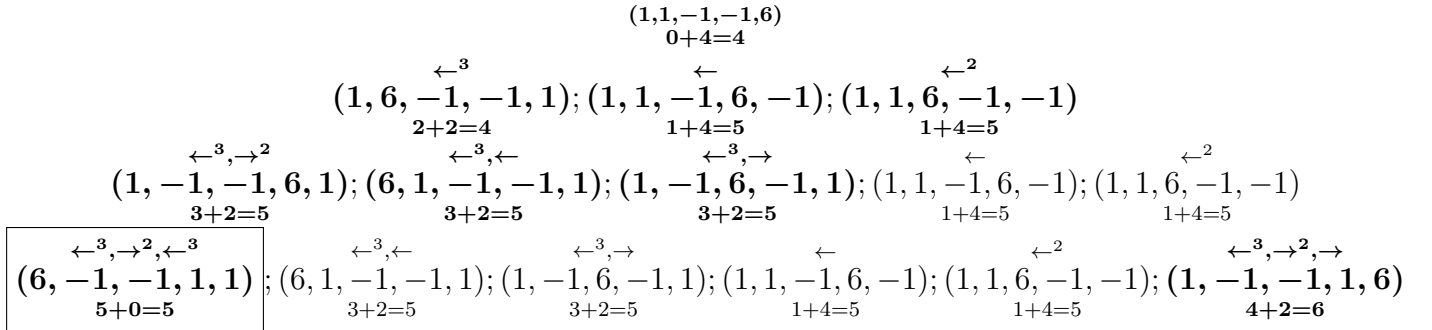 (1,1,−1,−1,6)
0+4=4
←³ ← ←²
(1, 6, −1, −1, 1); (1, 1, −1, 6, −1); (1, 1, 6, −1, −1)
2+2=4 1+4=5 1+4=5
←³,→² ←³,← ←³,→ ← ←²
(1, −1, −1, 6, 1); (6, 1, −1, −1, 1); (1, −1, 6, −1, 1); (1, 1, −1, 6, −1); (1, 1, 6, −1, −1)
3+2=5 3+2=5 3+2=5 1+4=5 1+4=5
←³,→²,←³ ←³,← ←³,→ ← ←² ←³,→²,→
(6, −1, −1, 1, 1); (6, 1, −1, −1, 1); (1, −1, 6, −1, 1); (1, 1, −1, 6, −1); (1, 1, 6, −1, −1); (1, −1, −1, 1, 6)
5+0=5 3+2=5 3+2=5 1+4=5 1+4=5 4+2=6